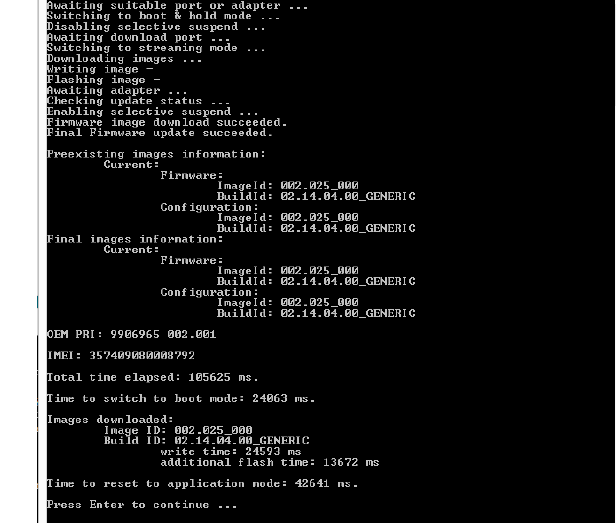 Awaiting suitable port or adapter ...
Switching to boot & hold mode ...
Disabling selective suspend ...
Awaiting download port ...
Switching to streaming mode ...
Downloading images ...
Writing image -
Flashing image -
Awaiting adapter ...
Checking update status ...
Enabling selective suspend ...
Firmware image download succeeded.
Final Firmware update succeeded.
Preexisting images information:
Current:
Firmware:
ImageId: 002.025_000
BuildId: 02.14.04.00_GENERIC
Configuration:
ImageId: 002.025_000
BuildId: 02.14.04.00_GENERIC
Final images information:
Current:
Firmware:
ImageId: 002.025_000
BuildId: 02.14.04.00_GENERIC
Configuration:
ImageId: 002.025_000
BuildId: 02.14.04.00_GENERIC
OEM PRI: 9906965 002.001
IMEI: 357409080008792
Total time elapsed: 105625 ms.
Time to switch to boot mode: 24063 ms.
Images downloaded:
Image ID: 002.025_000
Build ID: 02.14.04.00_GENERIC
write time: 24593 ms
additional flash time: 13672 ms
Time to reset to application mode: 42641 ms.
Press Enter to continue ...